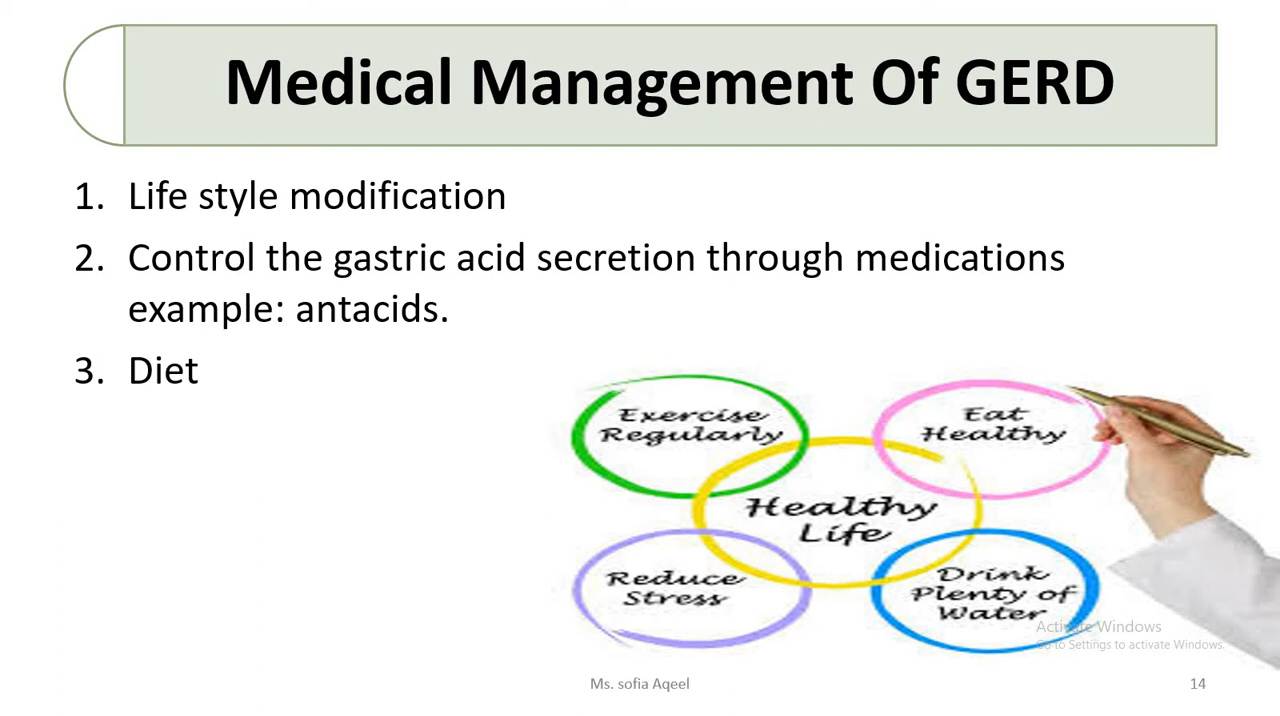 Medical Management Of GERD
1. Life style modification
2. Control the gastric acid secretion through medications
example: antacids.
3. Diet
Exercise
Regularly
Eat
Healthy
Healthy
Life
Reduce
Stress
Drink
Plenty of
Water
Activate Windows
Go to Settings to activate Windows.
Ms. sofia Aqeel
14